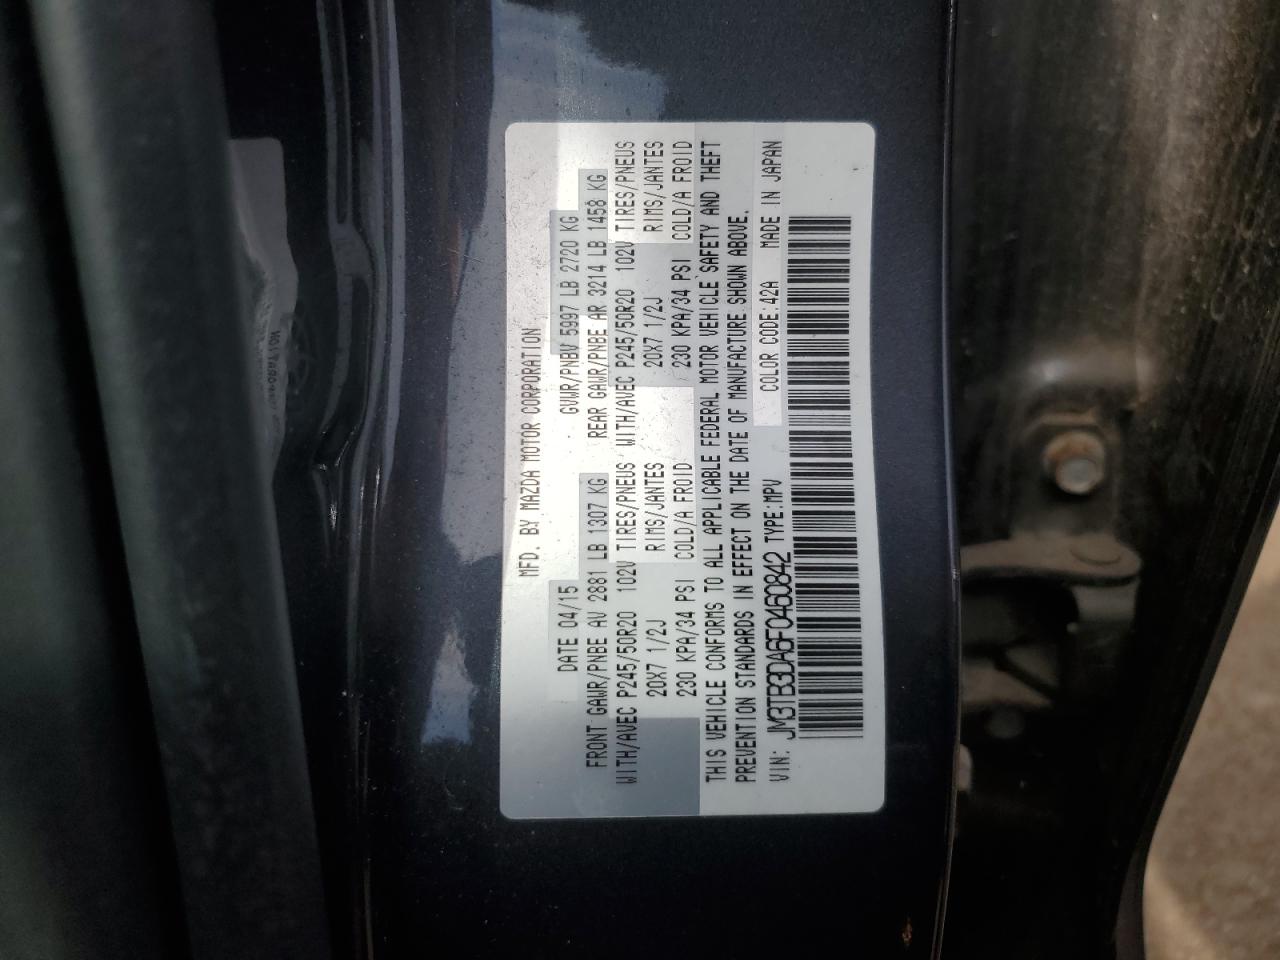 MFD. BY MAZDA MOTOR CORPORATION
DATE 04/15 GVWR/PNBV 5997 LB 2720 KG
FRONT GAWR/PNBE AV 2881 LB 1307 KG REAR GAWR/PNBE AR 3214 LB 1458 KG
WITH/AVEC P245/50R20 102V TIRES/PNEUS WITH/AVEC P245/50R20 102V TIRES/PNEUS
20X7 1/2J RIMS/JANTES 20X7 1/2J RIMS/JANTES
230 KPA/34 PSI COLD/A FROID 230 KPA/34 PSI COLD/A FROID
THIS VEHICLE CONFORMS TO ALL APPLICABLE FEDERAL MOTOR VEHICLE SAFETY AND THEFT
PREVENTION STANDARDS IN EFFECT ON THE DATE OF MANUFACTURE SHOWN ABOVE.
VIN: JM3TB3DA6F0460842 TYPE:MPV COLOR CODE:42A MADE IN JAPAN